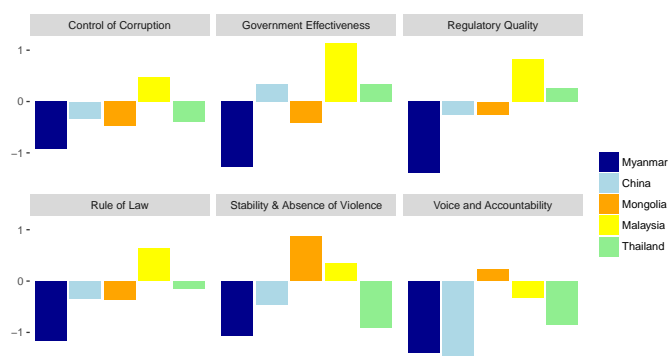 Control of Corruption
Government Effectiveness
Regulatory Quality
1
0
−1
Rule of Law
Stability & Absence of Violence
Voice and Accountability
1
0
−1
Myanmar
China
Mongolia
Malaysia
Thailand